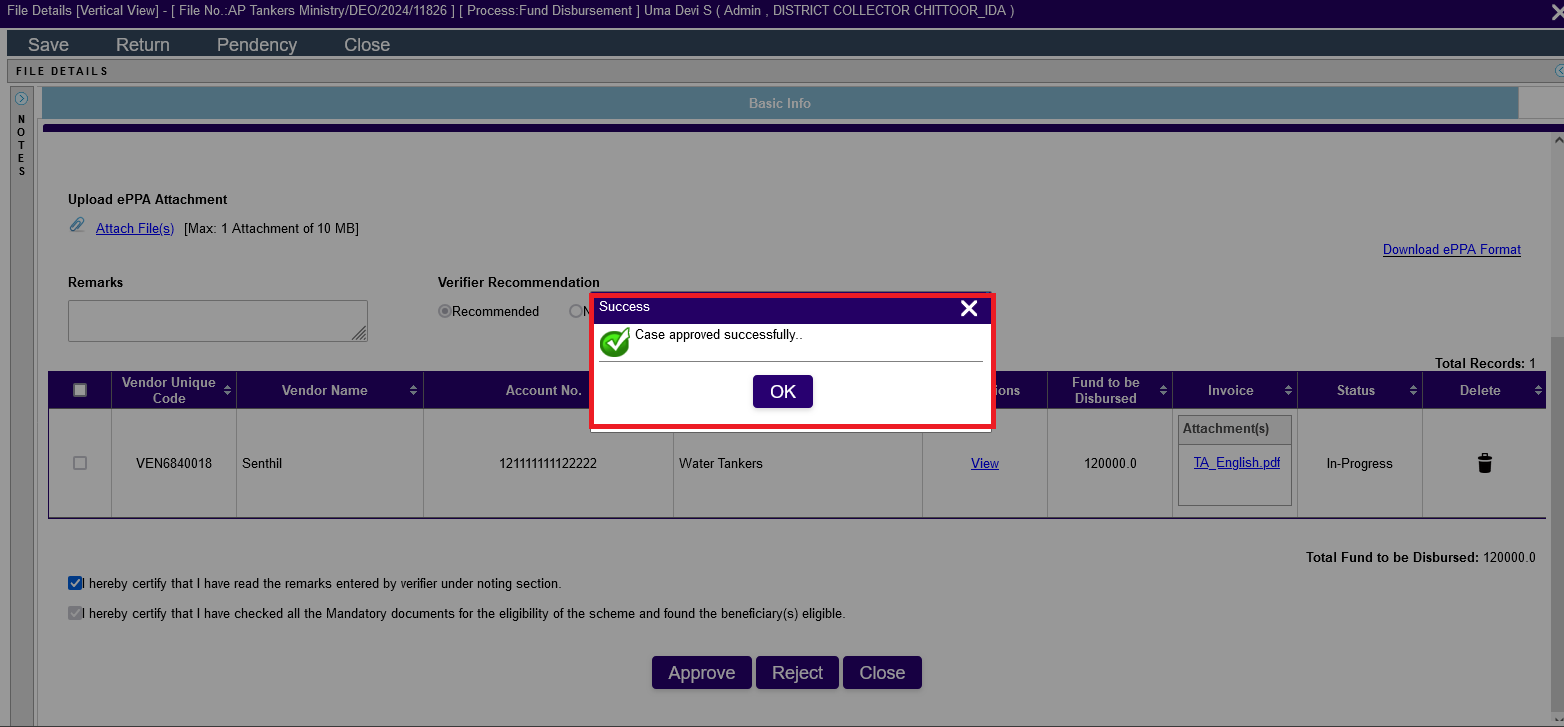 File Details [Vertical View] - [ File No.:AP Tankers Ministry/DEO/2024/11826 ] [ Process:Fund Disbursement ] Uma Devi S ( Admin , DISTRICT COLLECTOR CHITTOOR_IDA )
Save Return Pendency Close
FILE DETAILS
NOTES
Basic Info
Upload ePPA Attachment
Attach File(s) [Max: 1 Attachment of 10 MB]
Download ePPA Format
Remarks
Verifier Recommendation
Recommended
Success
Case approved successfully..
OK
Total Records: 1
Vendor Unique Code Vendor Name Account No. Fund to be Disbursed Invoice Status Delete
VEN6840018 Senthil 121111111122222 Water Tankers View 120000.0 Attachment(s) TA_English.pdf In-Progress
Total Fund to be Disbursed: 120000.0
I hereby certify that I have read the remarks entered by verifier under noting section.
I hereby certify that I have checked all the Mandatory documents for the eligibility of the scheme and found the beneficiary(s) eligible.
Approve Reject Close